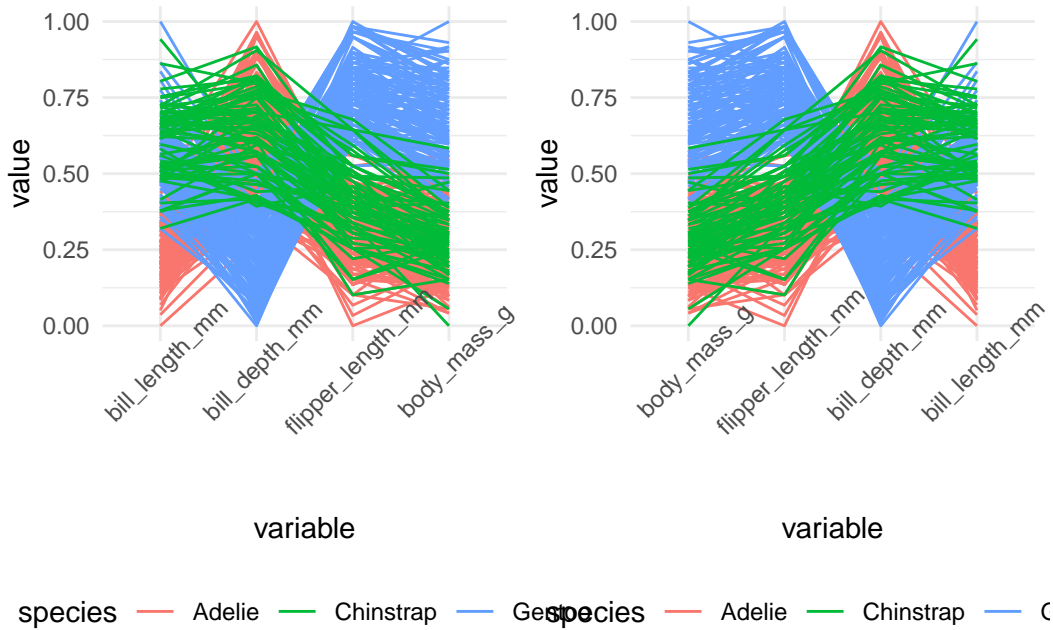 1.00
0.75
0.50
0.25
0.00
value
bill_length_mm
bill_depth_mm
flipper_length_mm
body_mass_g
variable
species Adelie Chinstrap
1.00
0.75
0.50
0.25
0.00
value
body_mass_g
flipper_length_mm
bill_depth_mm
bill_length_mm
variable
species Adelie Chinstrap